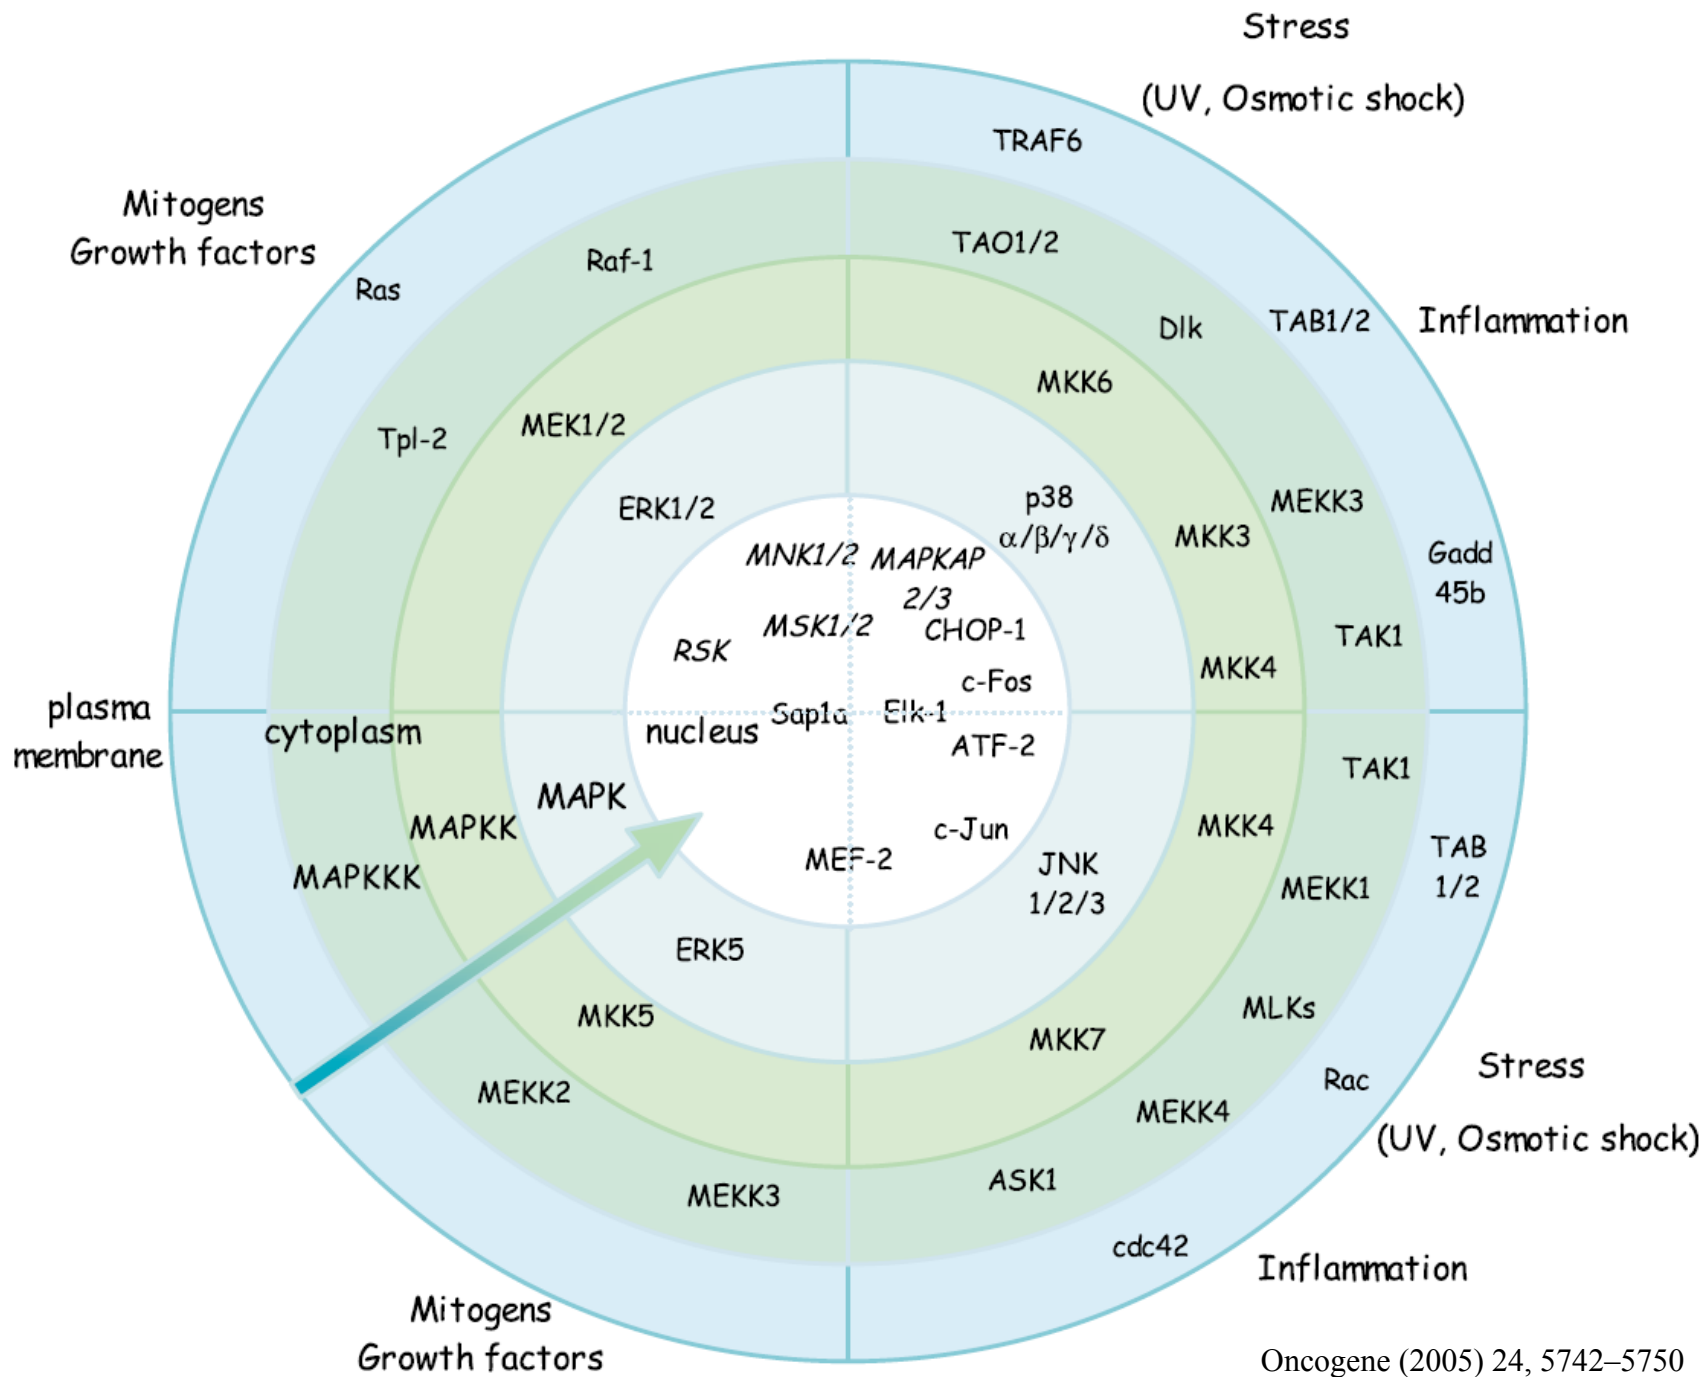 Stress
(UV, Osmotic shock)
TRAF6
Mitogens
Growth factors
Ras
Raf-1
TAO1/2
Dlk
TAB1/2
Inflammation
MKK6
MEK1/2
Tpl-2
ERK1/2
p38
α/β/γ/δ
MEKK3
MKK3
Gadd
45b
MNK1/2
MAPKAP
2/3
MSK1/2
CHOP-1
RSK
TAK1
MKK4
c-Fos
plasma
membrane
cytoplasm
nucleus
Sap1a
Elk-1
ATF-2
TAK1
MAPK
MAPKK
MAPKKK
c-Jun
MEF-2
JNK
1/2/3
MKK4
TAB
1/2
MEKK1
ERK5
MKK5
MKK7
MLKs
MEKK2
MEKK4
Rac
Stress
(UV, Osmotic shock)
MEKK3
ASK1
cdc42
Inflammation
Mitogens
Growth factors
Oncogene (2005) 24, 5742–5750